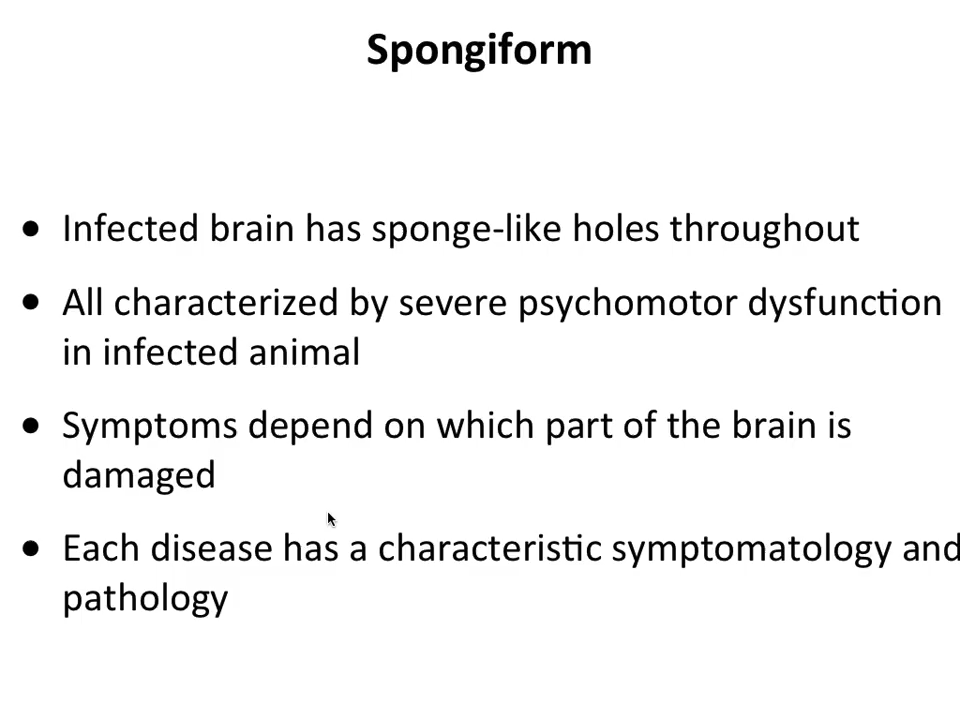 Spongiform
• Infected brain has sponge-like holes throughout
• All characterized by severe psychomotor dysfunction
in infected animal
• Symptoms depend on which part of the brain is
damaged
• Each disease has a characteristic symptomatology and
pathology